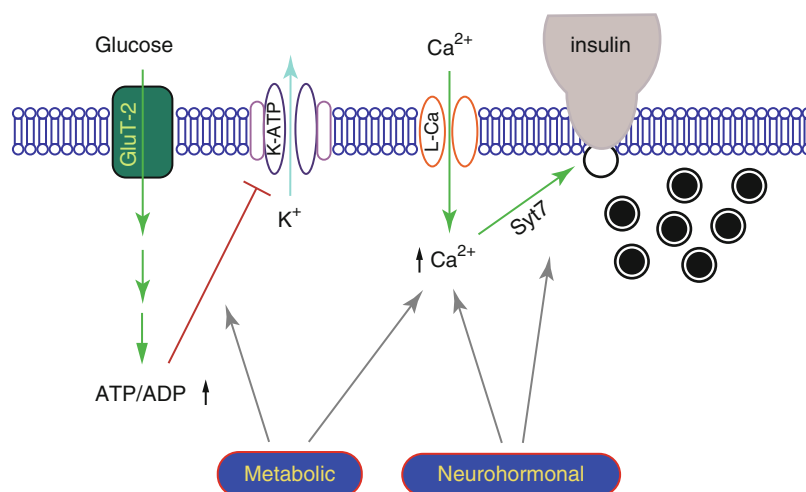 Glucose
Ca²⁺
insulin
GluT-2
K-ATP
L-Ca
K⁺
Syt7
Ca²⁺
ATP/ADP
Metabolic
Neurohormonal